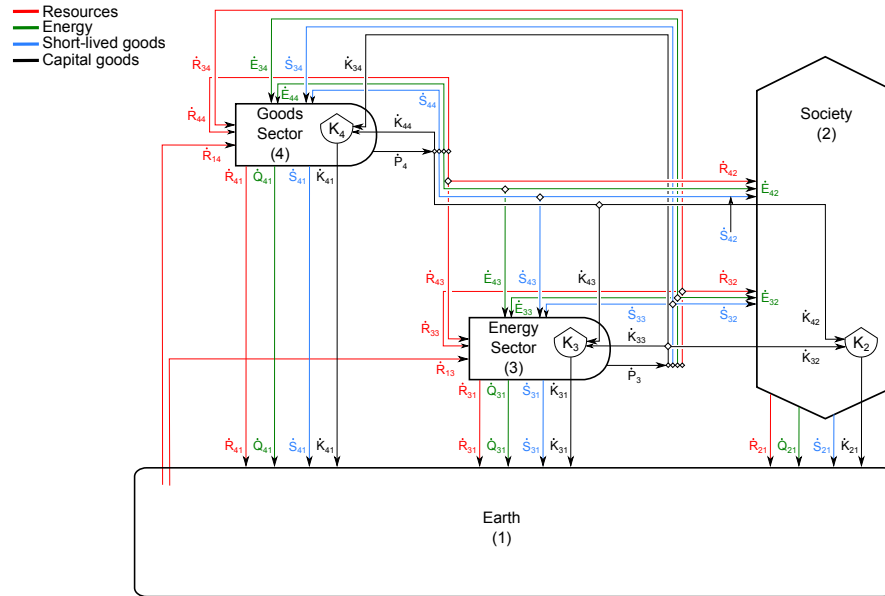 Resources
Energy
Short-lived goods
Capital goods
Ṙ34 Ė34 Ṡ34 K̇34
Ė44 Ṡ44
Ṙ44 Goods Sector (4) K4 K̇44
Ṙ14 Ṗ4
Society (2)
Ṙ41 Q̇41 Ṡ41 K̇41
Ṙ42
Ė42
Ṡ42
Ṙ43 Ė43 Ṡ43 K̇43 Ṙ32
Ė33 Ė32
Ṙ33 Ṡ33 Ṡ32
Energy Sector (3) K3 K̇33 K̇42
K2
Ṙ13 Ṗ3 K̇32
Ṙ31 Q̇31 Ṡ31 K̇31
Ṙ41 Q̇41 Ṡ41 K̇41 Ṙ31 Q̇31 Ṡ31 K̇31 Ṙ21 Q̇21 Ṡ21 K̇21
Earth
(1)